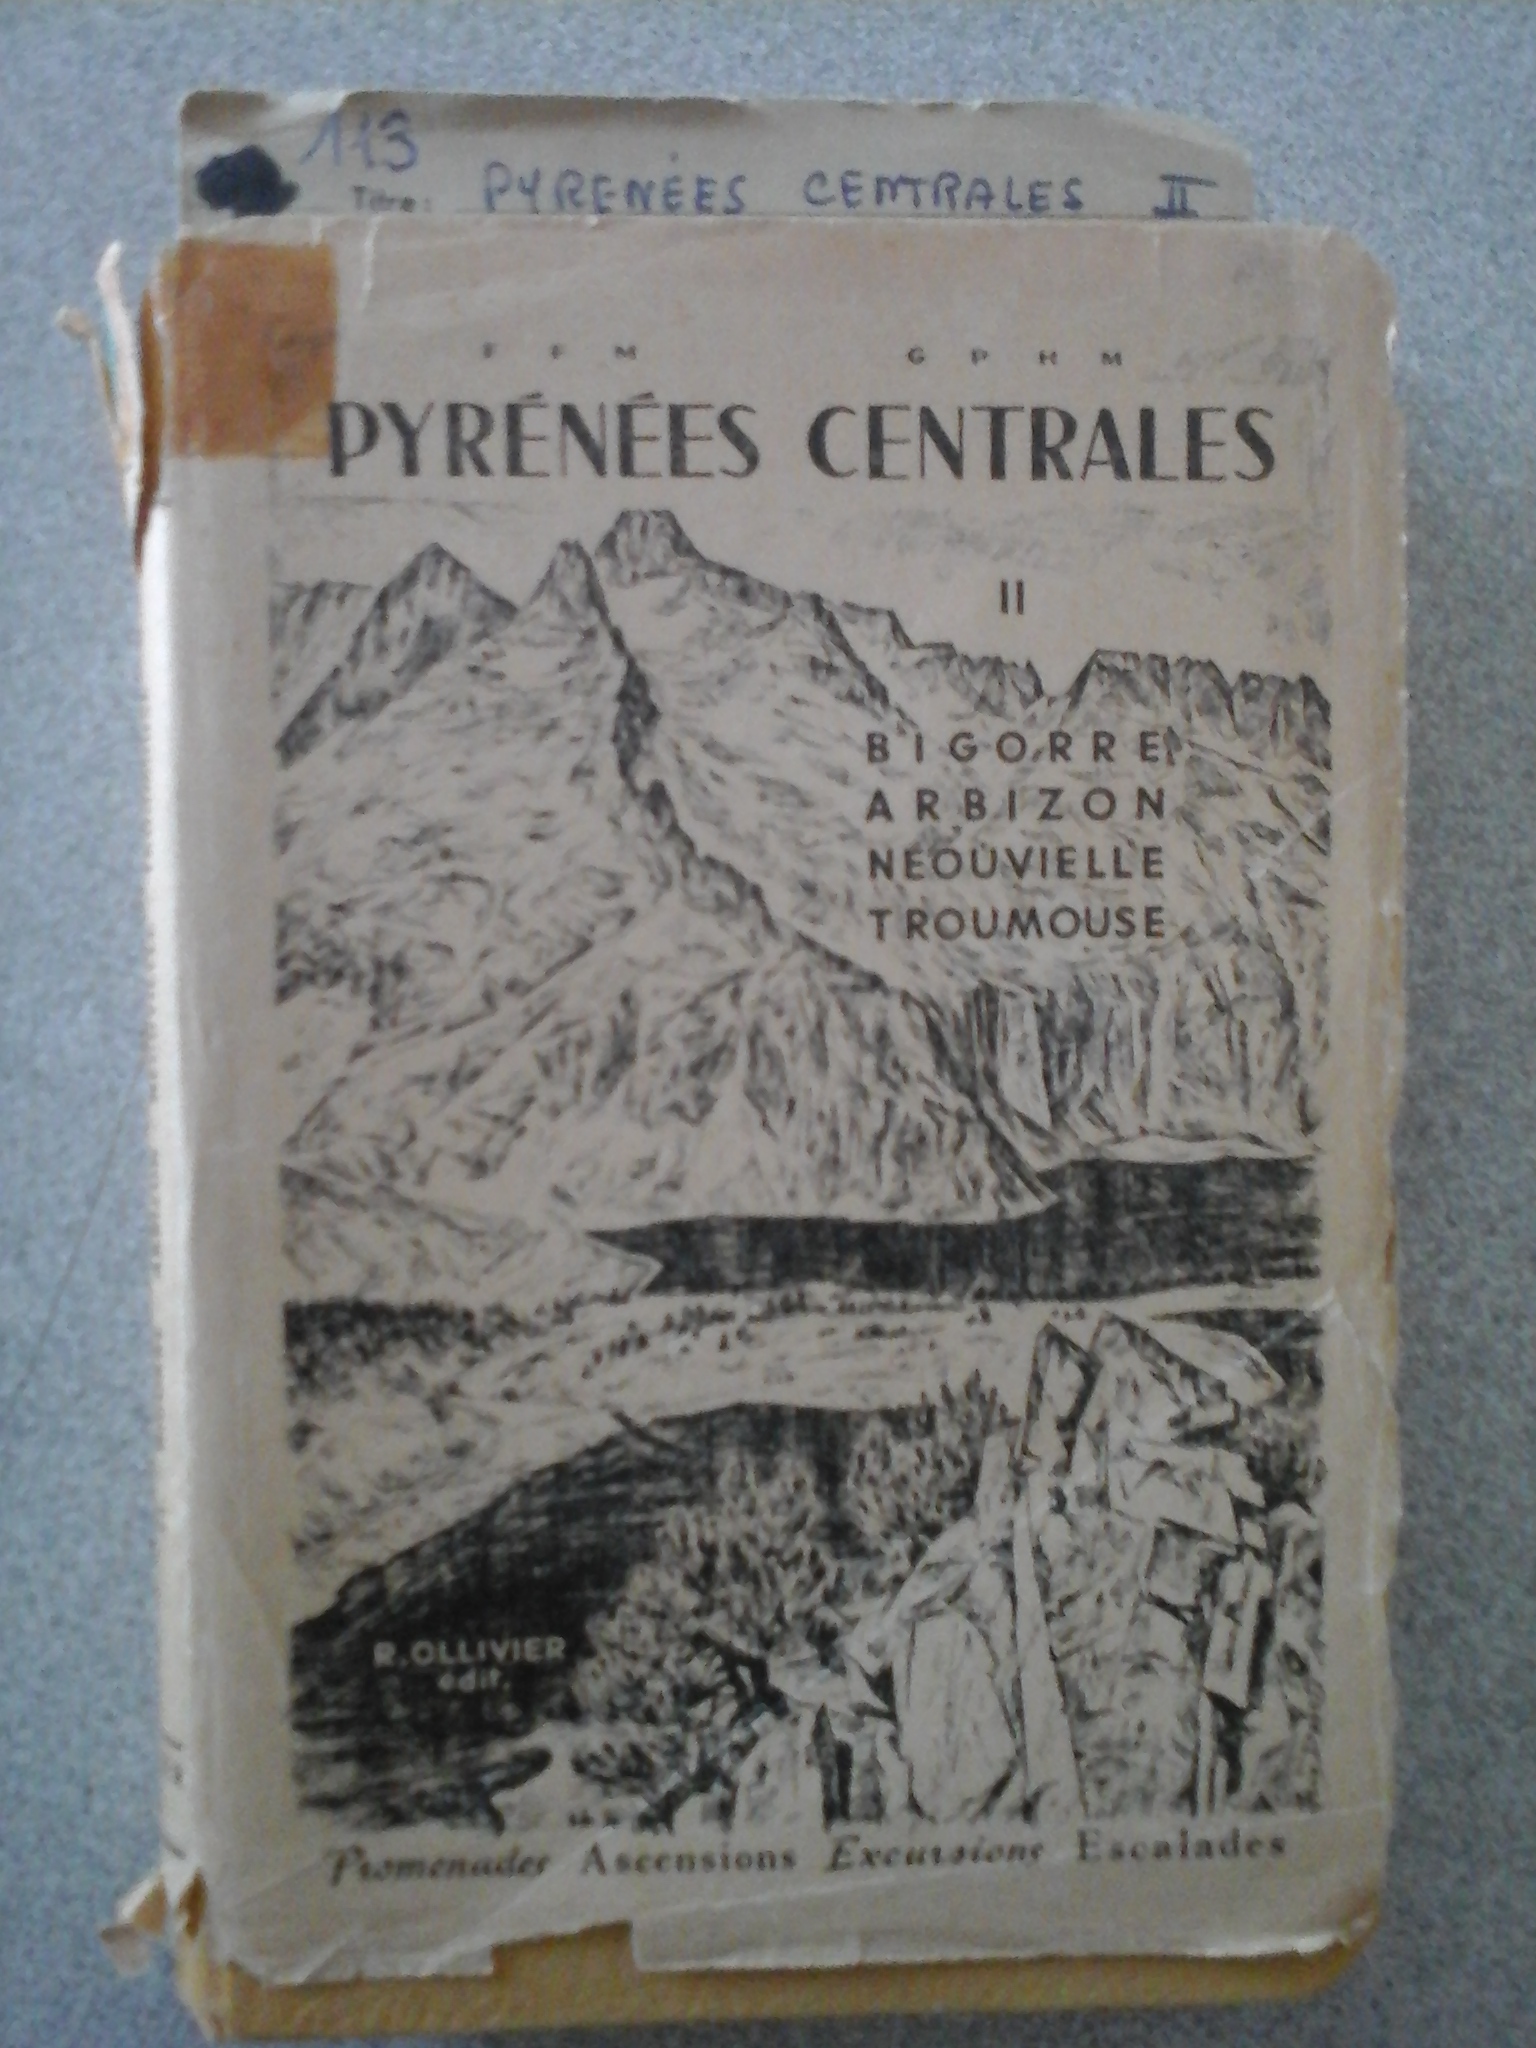 113
Titre: PYRENÉES CENTRALES II
F F M G P H M
PYRÉNÉES CENTRALES
II
BIGORRE
ARBIZON
NEOUVIELLE
TROUMOUSE
R. OLLIVIER
édit.
Promenades Ascensions Excursions Escalades